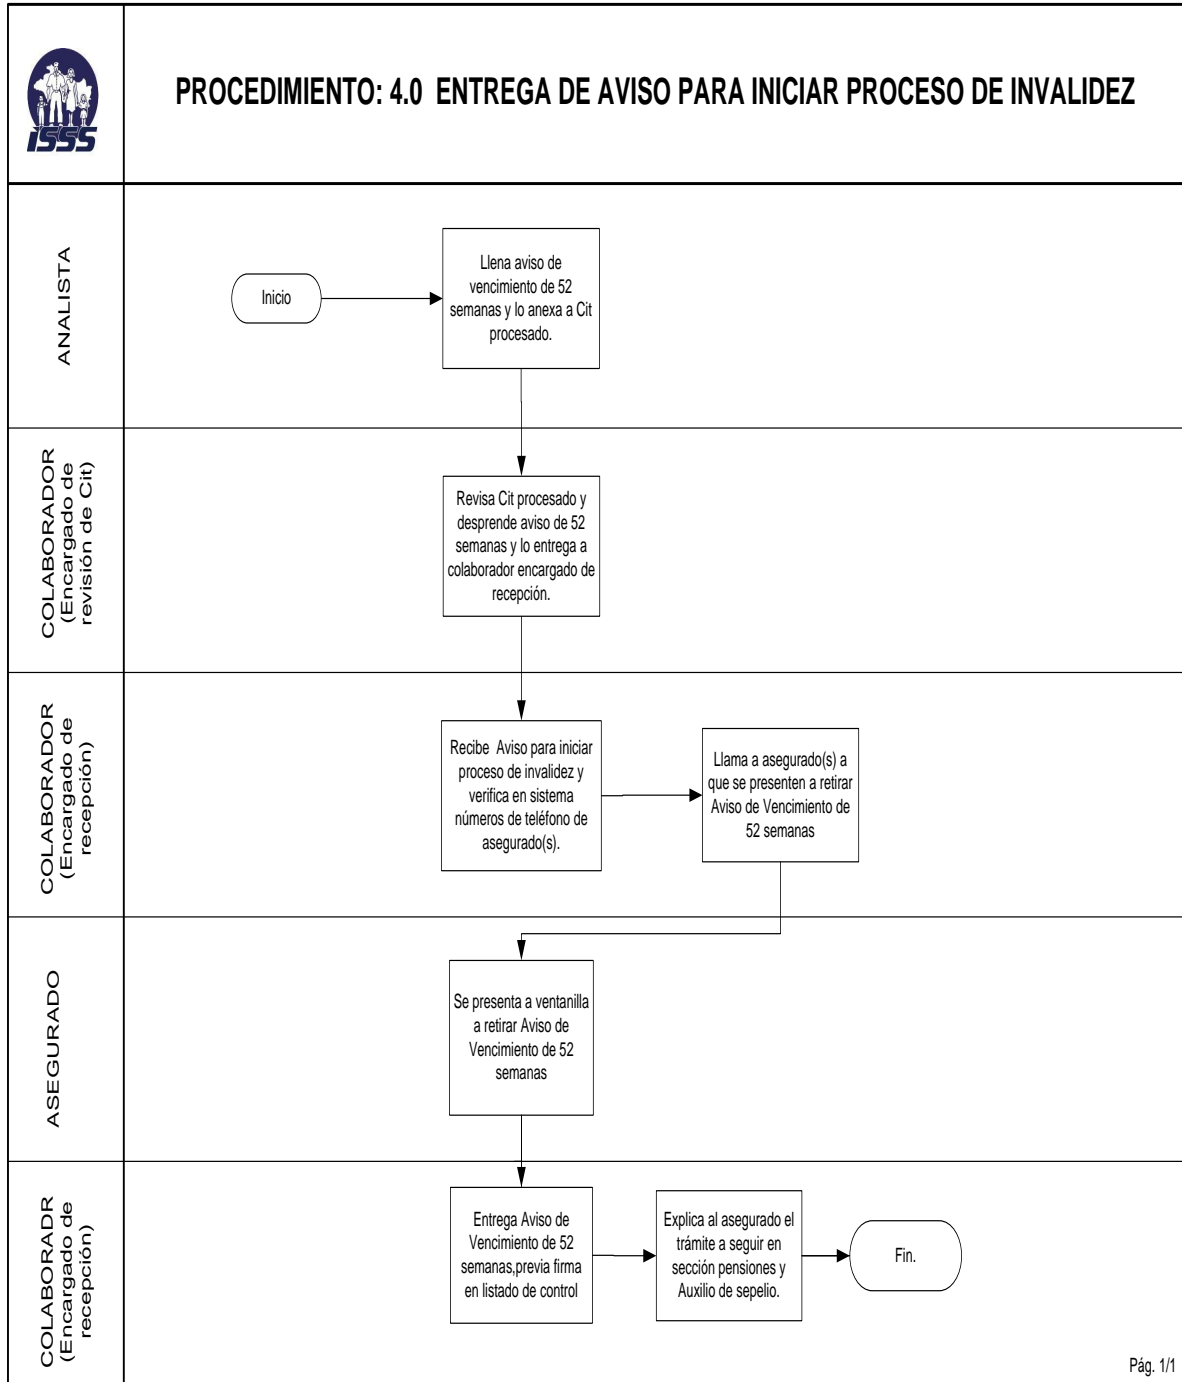 ISSS
PROCEDIMIENTO: 4.0 ENTREGA DE AVISO PARA INICIAR PROCESO DE INVALIDEZ
ANALISTA
Inicio
Llena aviso de
vencimiento de 52
semanas y lo anexa a Cit
procesado.
COLABORADOR
(Encargado de
revisión de Cit)
Revisa Cit procesado y
desprende aviso de 52
semanas y lo entrega a
colaborador encargado de
recepción.
COLABORADOR
(Encargado de
recepción)
Recibe Aviso para iniciar
proceso de invalidez y
verifica en sistema
números de teléfono de
asegurado(s).
Llama a asegurado(s) a
que se presenten a retirar
Aviso de Vencimiento de
52 semanas
ASEGURADO
Se presenta a ventanilla
a retirar Aviso de
Vencimiento de 52
semanas
COLABORADR
(Encargado de
recepción)
Entrega Aviso de
Vencimiento de 52
semanas,previa firma
en listado de control
Explica al asegurado el
trámite a seguir en
sección pensiones y
Auxilio de sepelio.
Fin.
Pág. 1/1